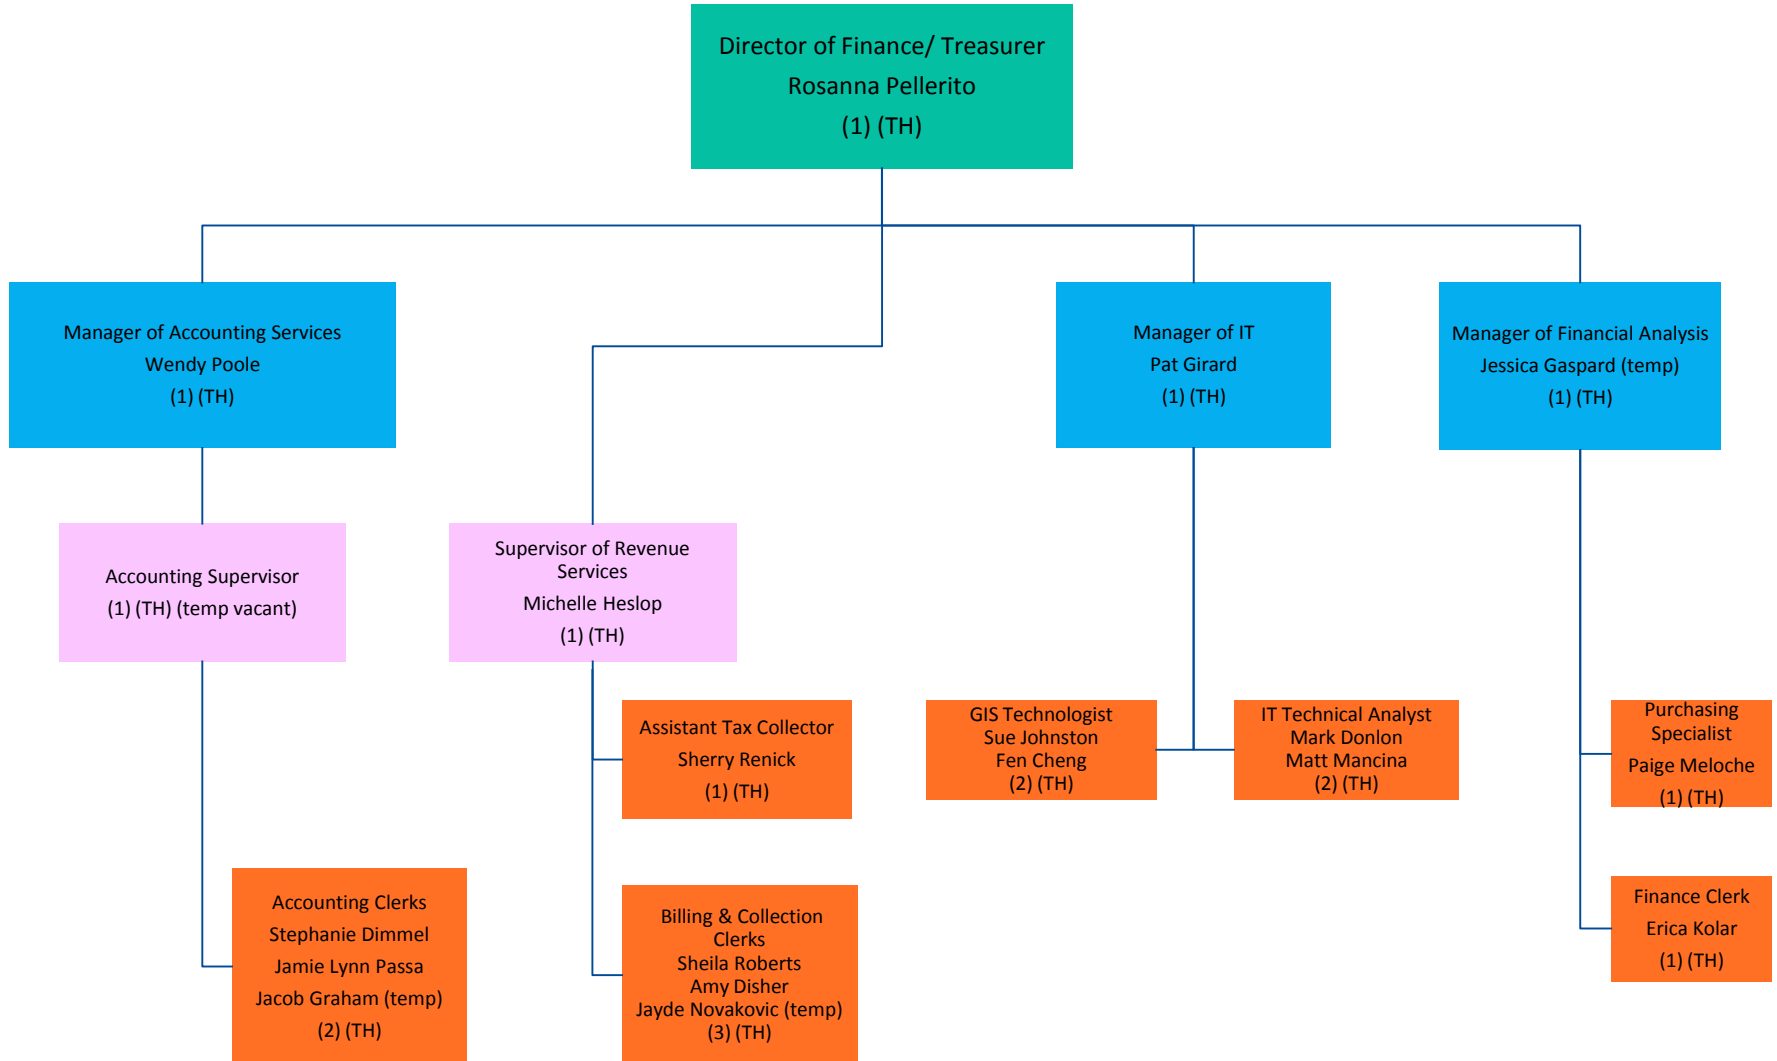 Director of Finance/ Treasurer
Rosanna Pellerito
(1) (TH)
Manager of Accounting Services
Wendy Poole
(1) (TH)
Manager of IT
Pat Girard
(1) (TH)
Manager of Financial Analysis
Jessica Gaspard (temp)
(1) (TH)
Accounting Supervisor
(1) (TH) (temp vacant)
Supervisor of Revenue
Services
Michelle Heslop
(1) (TH)
Assistant Tax Collector
Sherry Renick
(1) (TH)
GIS Technologist
Sue Johnston
Fen Cheng
(2) (TH)
IT Technical Analyst
Mark Donlon
Matt Mancina
(2) (TH)
Purchasing
Specialist
Paige Meloche
(1) (TH)
Accounting Clerks
Stephanie Dimmel
Jamie Lynn Passa
Jacob Graham (temp)
(2) (TH)
Billing & Collection
Clerks
Sheila Roberts
Amy Disher
Jayde Novakovic (temp)
(3) (TH)
Finance Clerk
Erica Kolar
(1) (TH)